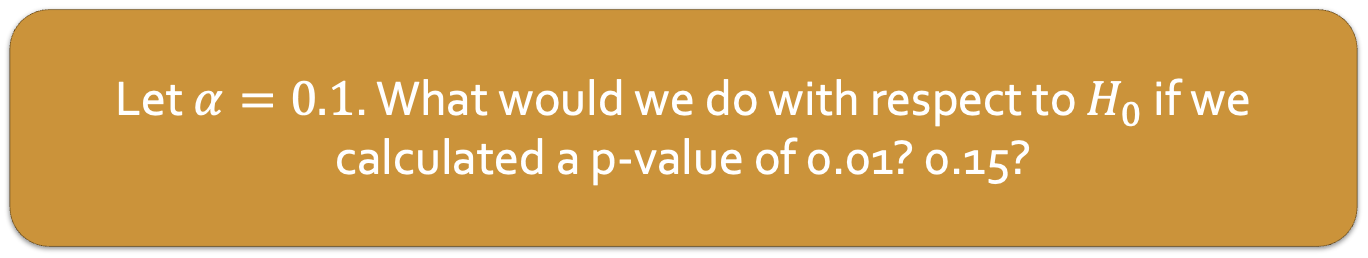 Let α = 0.1. What would we do with respect to H₀ if we
calculated a p-value of 0.01? 0.15?